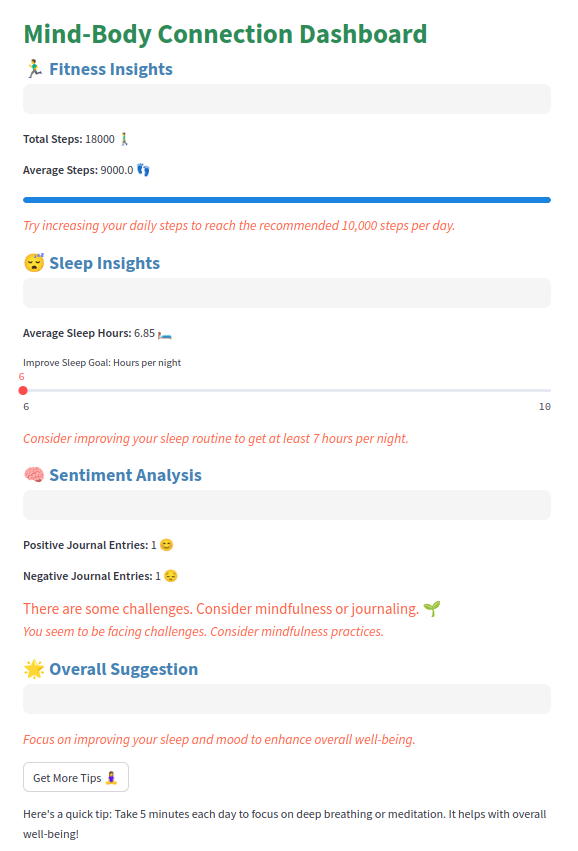 Mind-Body Connection Dashboard
🏃‍♂️ Fitness Insights
Total Steps: 18000 🚶‍♂️
Average Steps: 9000.0 👣
Try increasing your daily steps to reach the recommended 10,000 steps per day.
😴 Sleep Insights
Average Sleep Hours: 6.85 🛌
Improve Sleep Goal: Hours per night
6
6 10
Consider improving your sleep routine to get at least 7 hours per night.
🧠 Sentiment Analysis
Positive Journal Entries: 1 😊
Negative Journal Entries: 1 😔
There are some challenges. Consider mindfulness or journaling. 🌱
You seem to be facing challenges. Consider mindfulness practices.
🌟 Overall Suggestion
Focus on improving your sleep and mood to enhance overall well-being.
Get More Tips 🧘‍♀️
Here's a quick tip: Take 5 minutes each day to focus on deep breathing or meditation. It helps with overall
well-being!